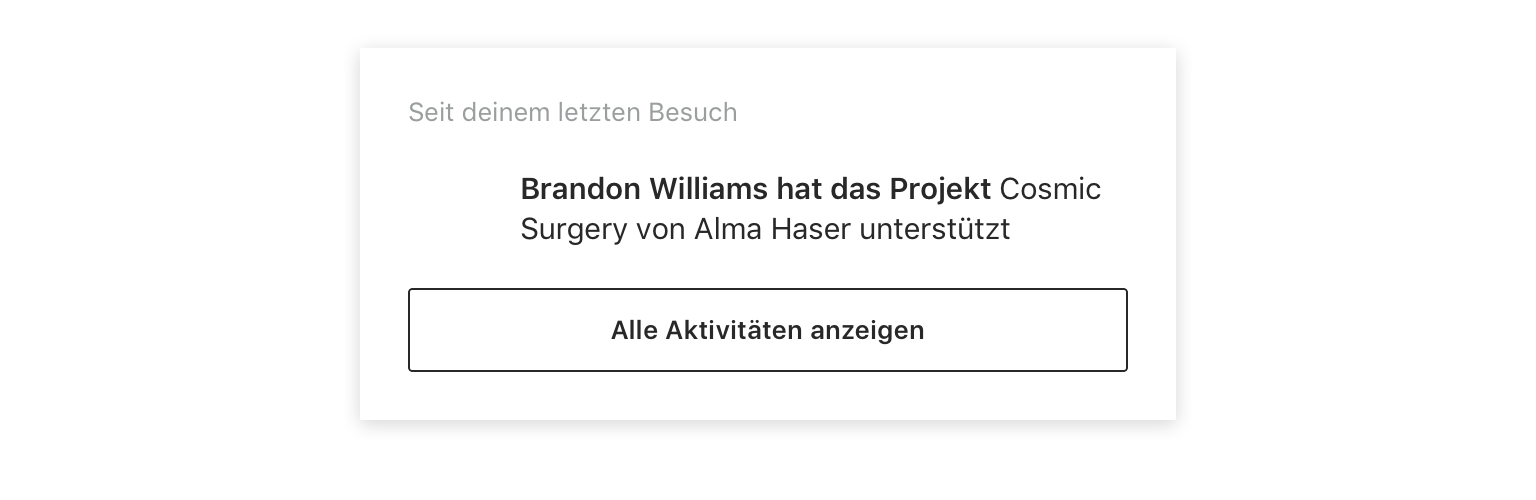 Seit deinem letzten Besuch
Brandon Williams hat das Projekt Cosmic
Surgery von Alma Haser unterstützt
Alle Aktivitäten anzeigen